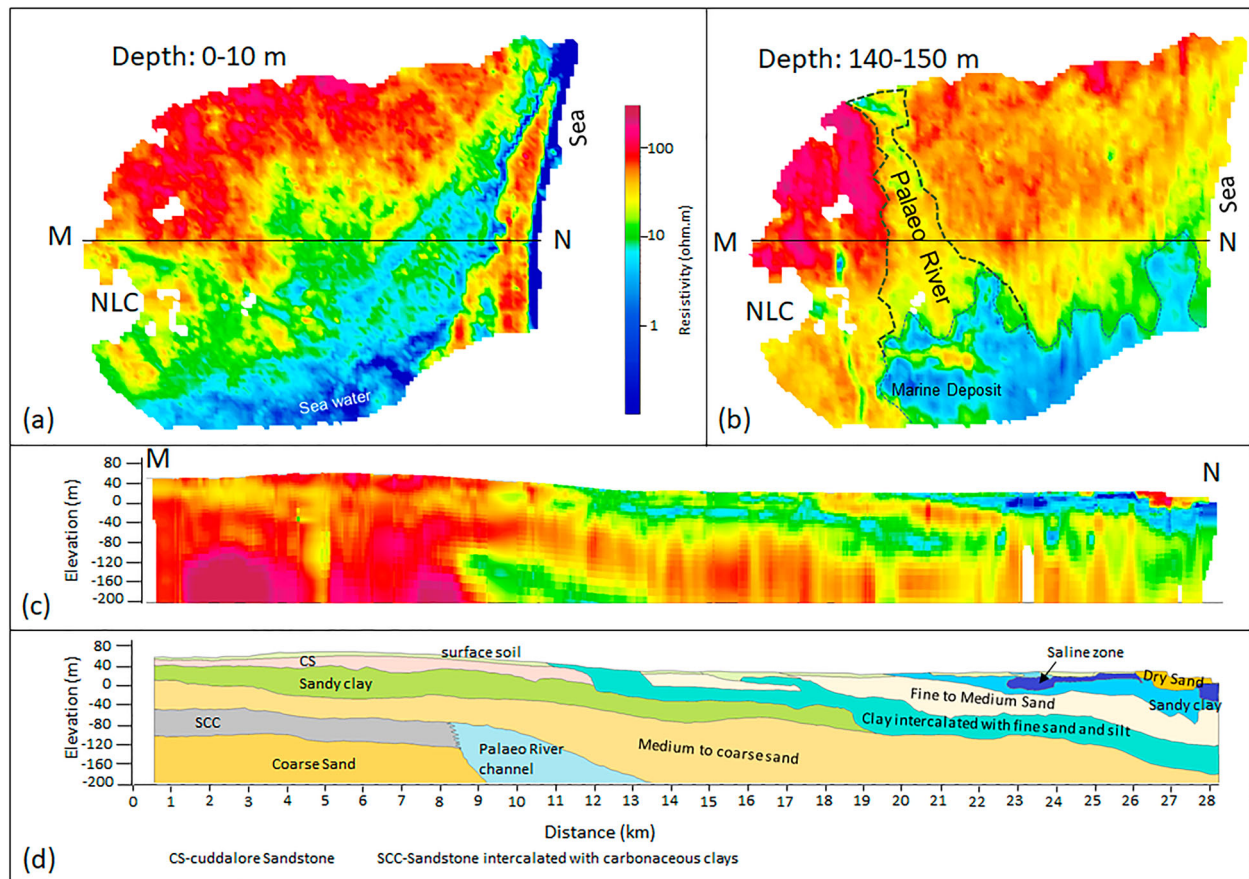 Depth: 0-10 m
M
N
NLC
Sea
Sea water
(a)
100
10
1
Resistivity (ohm.m)
Depth: 140-150 m
M
N
NLC
Palaeo River
Sea
Marine Deposit
(b)
M
N
Elevation (m)
80
40
0
-40
-80
-120
-160
-200
(c)
Elevation (m)
80
40
0
-40
-80
-120
-160
-200
CS
surface soil
Sandy clay
SCC
Coarse Sand
Palaeo River
channel
Medium to coarse sand
Fine to Medium Sand
Clay intercalated with fine sand and silt
Saline zone
Dry Sand
Sandy clay
0 1 2 3 4 5 6 7 8 9 10 11 12 13 14 15 16 17 18 19 20 21 22 23 24 25 26 27 28
Distance (km)
(d)
CS-cuddalore Sandstone SCC-Sandstone intercalated with carbonaceous clays